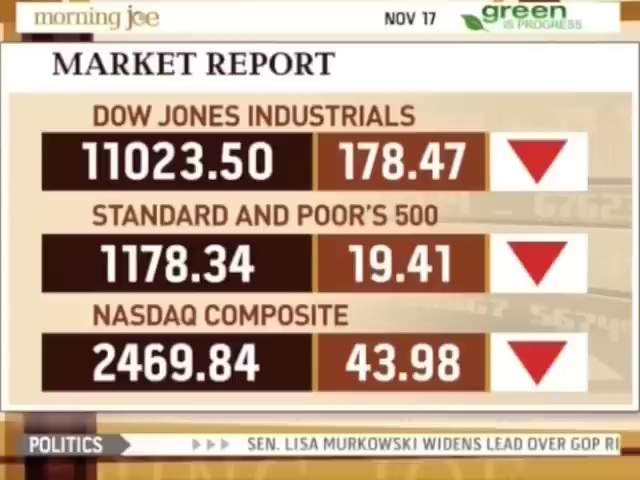 morning joe
NOV 17
green
IS PROGRESS
MARKET REPORT
DOW JONES INDUSTRIALS
11023.50 178.47
STANDARD AND POOR'S 500
1178.34 19.41
NASDAQ COMPOSITE
2469.84 43.98
POLITICS SEN. LISA MURKOWSKI WIDENS LEAD OVER GOP RI